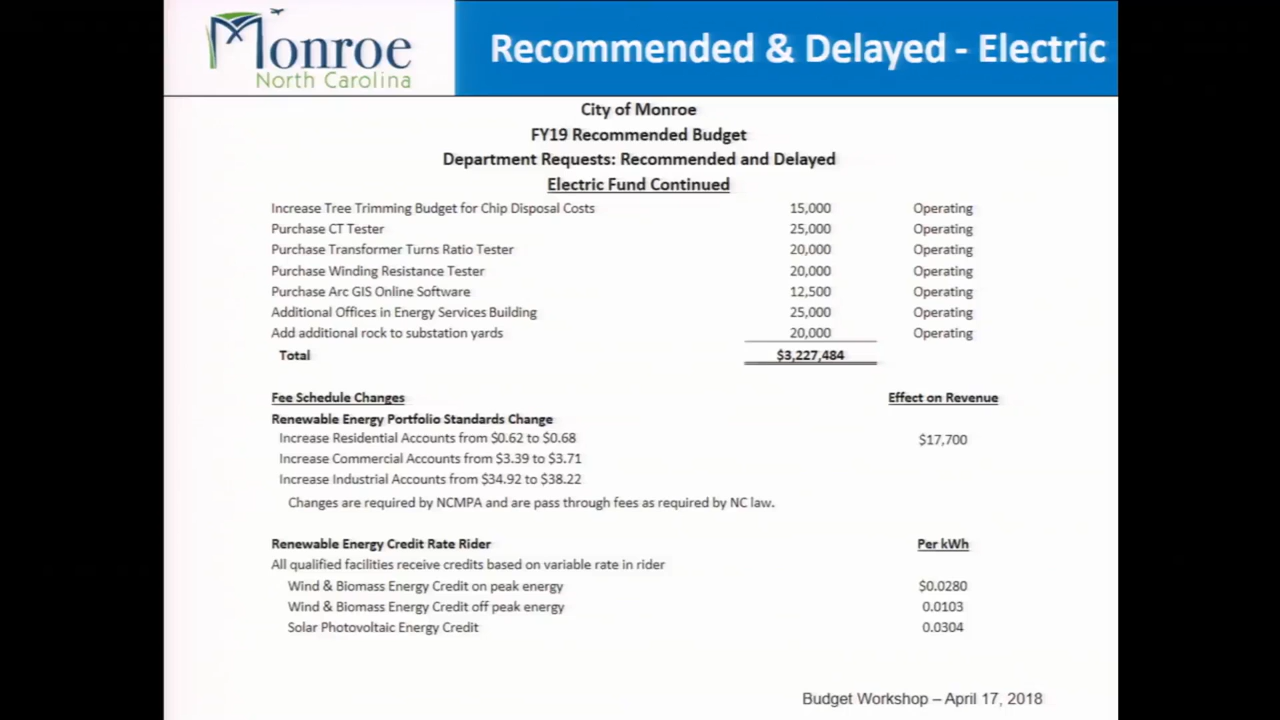 Monroe
North Carolina
Recommended & Delayed - Electric
City of Monroe
FY19 Recommended Budget
Department Requests: Recommended and Delayed
Electric Fund Continued
Increase Tree Trimming Budget for Chip Disposal Costs 15,000 Operating
Purchase CT Tester 25,000 Operating
Purchase Transformer Turns Ratio Tester 20,000 Operating
Purchase Winding Resistance Tester 20,000 Operating
Purchase Arc GIS Online Software 12,500 Operating
Additional Offices in Energy Services Building 25,000 Operating
Add additional rock to substation yards 20,000 Operating
Total $3,227,484
Fee Schedule Changes Effect on Revenue
Renewable Energy Portfolio Standards Change
Increase Residential Accounts from $0.62 to $0.68 $17,700
Increase Commercial Accounts from $3.39 to $3.71
Increase Industrial Accounts from $34.92 to $38.22
Changes are required by NCMPA and are pass through fees as required by NC law.
Renewable Energy Credit Rate Rider Per kWh
All qualified facilities receive credits based on variable rate in rider
Wind & Biomass Energy Credit on peak energy $0.0280
Wind & Biomass Energy Credit off peak energy 0.0103
Solar Photovoltaic Energy Credit 0.0304
Budget Workshop – April 17, 2018